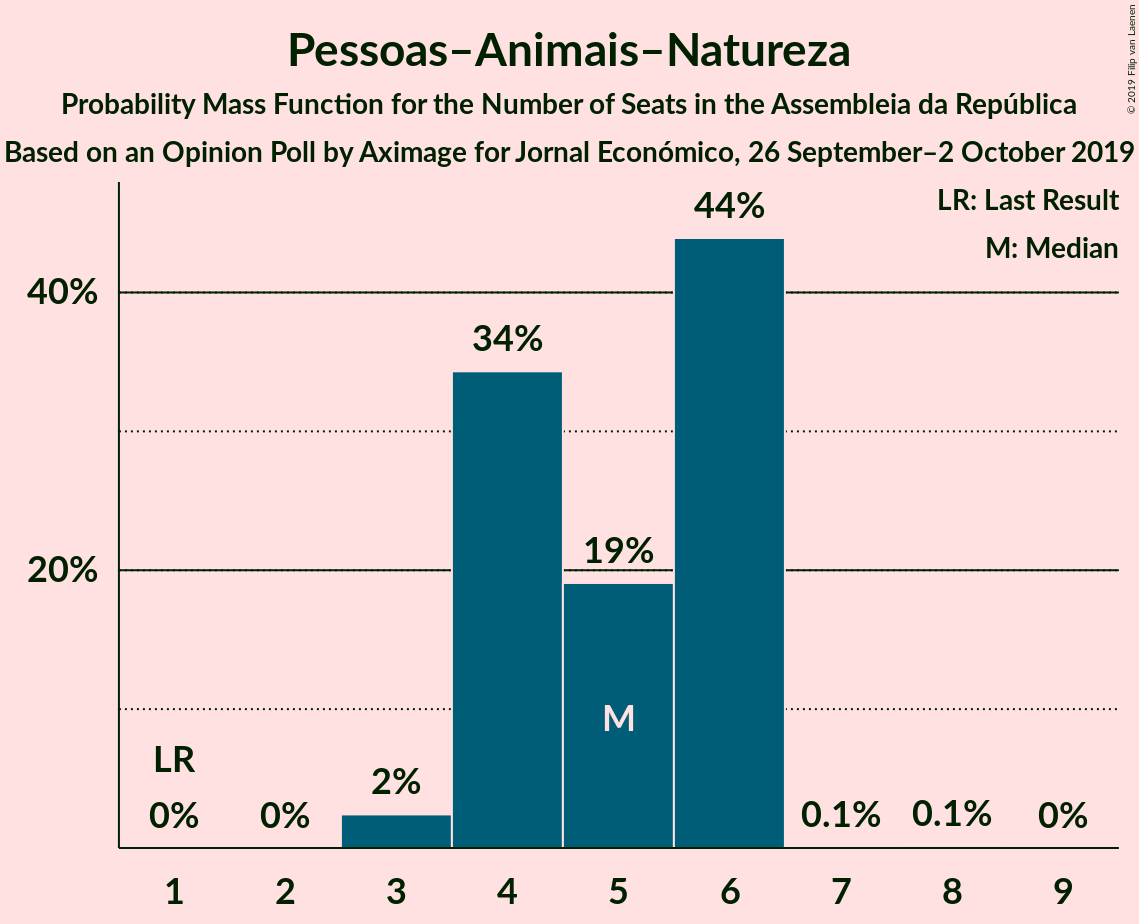 Pessoas–Animais–Natureza
Probability Mass Function for the Number of Seats in the Assembleia da República
Based on an Opinion Poll by Aximage for Jornal Económico, 26 September–2 October 2019
© 2019 Filip van Laenen
LR: Last Result
M: Median
44%
40%
34%
19%
20%
M
LR
0%
0%
2%
0.1%
0.1%
0%
1 2 3 4 5 6 7 8 9